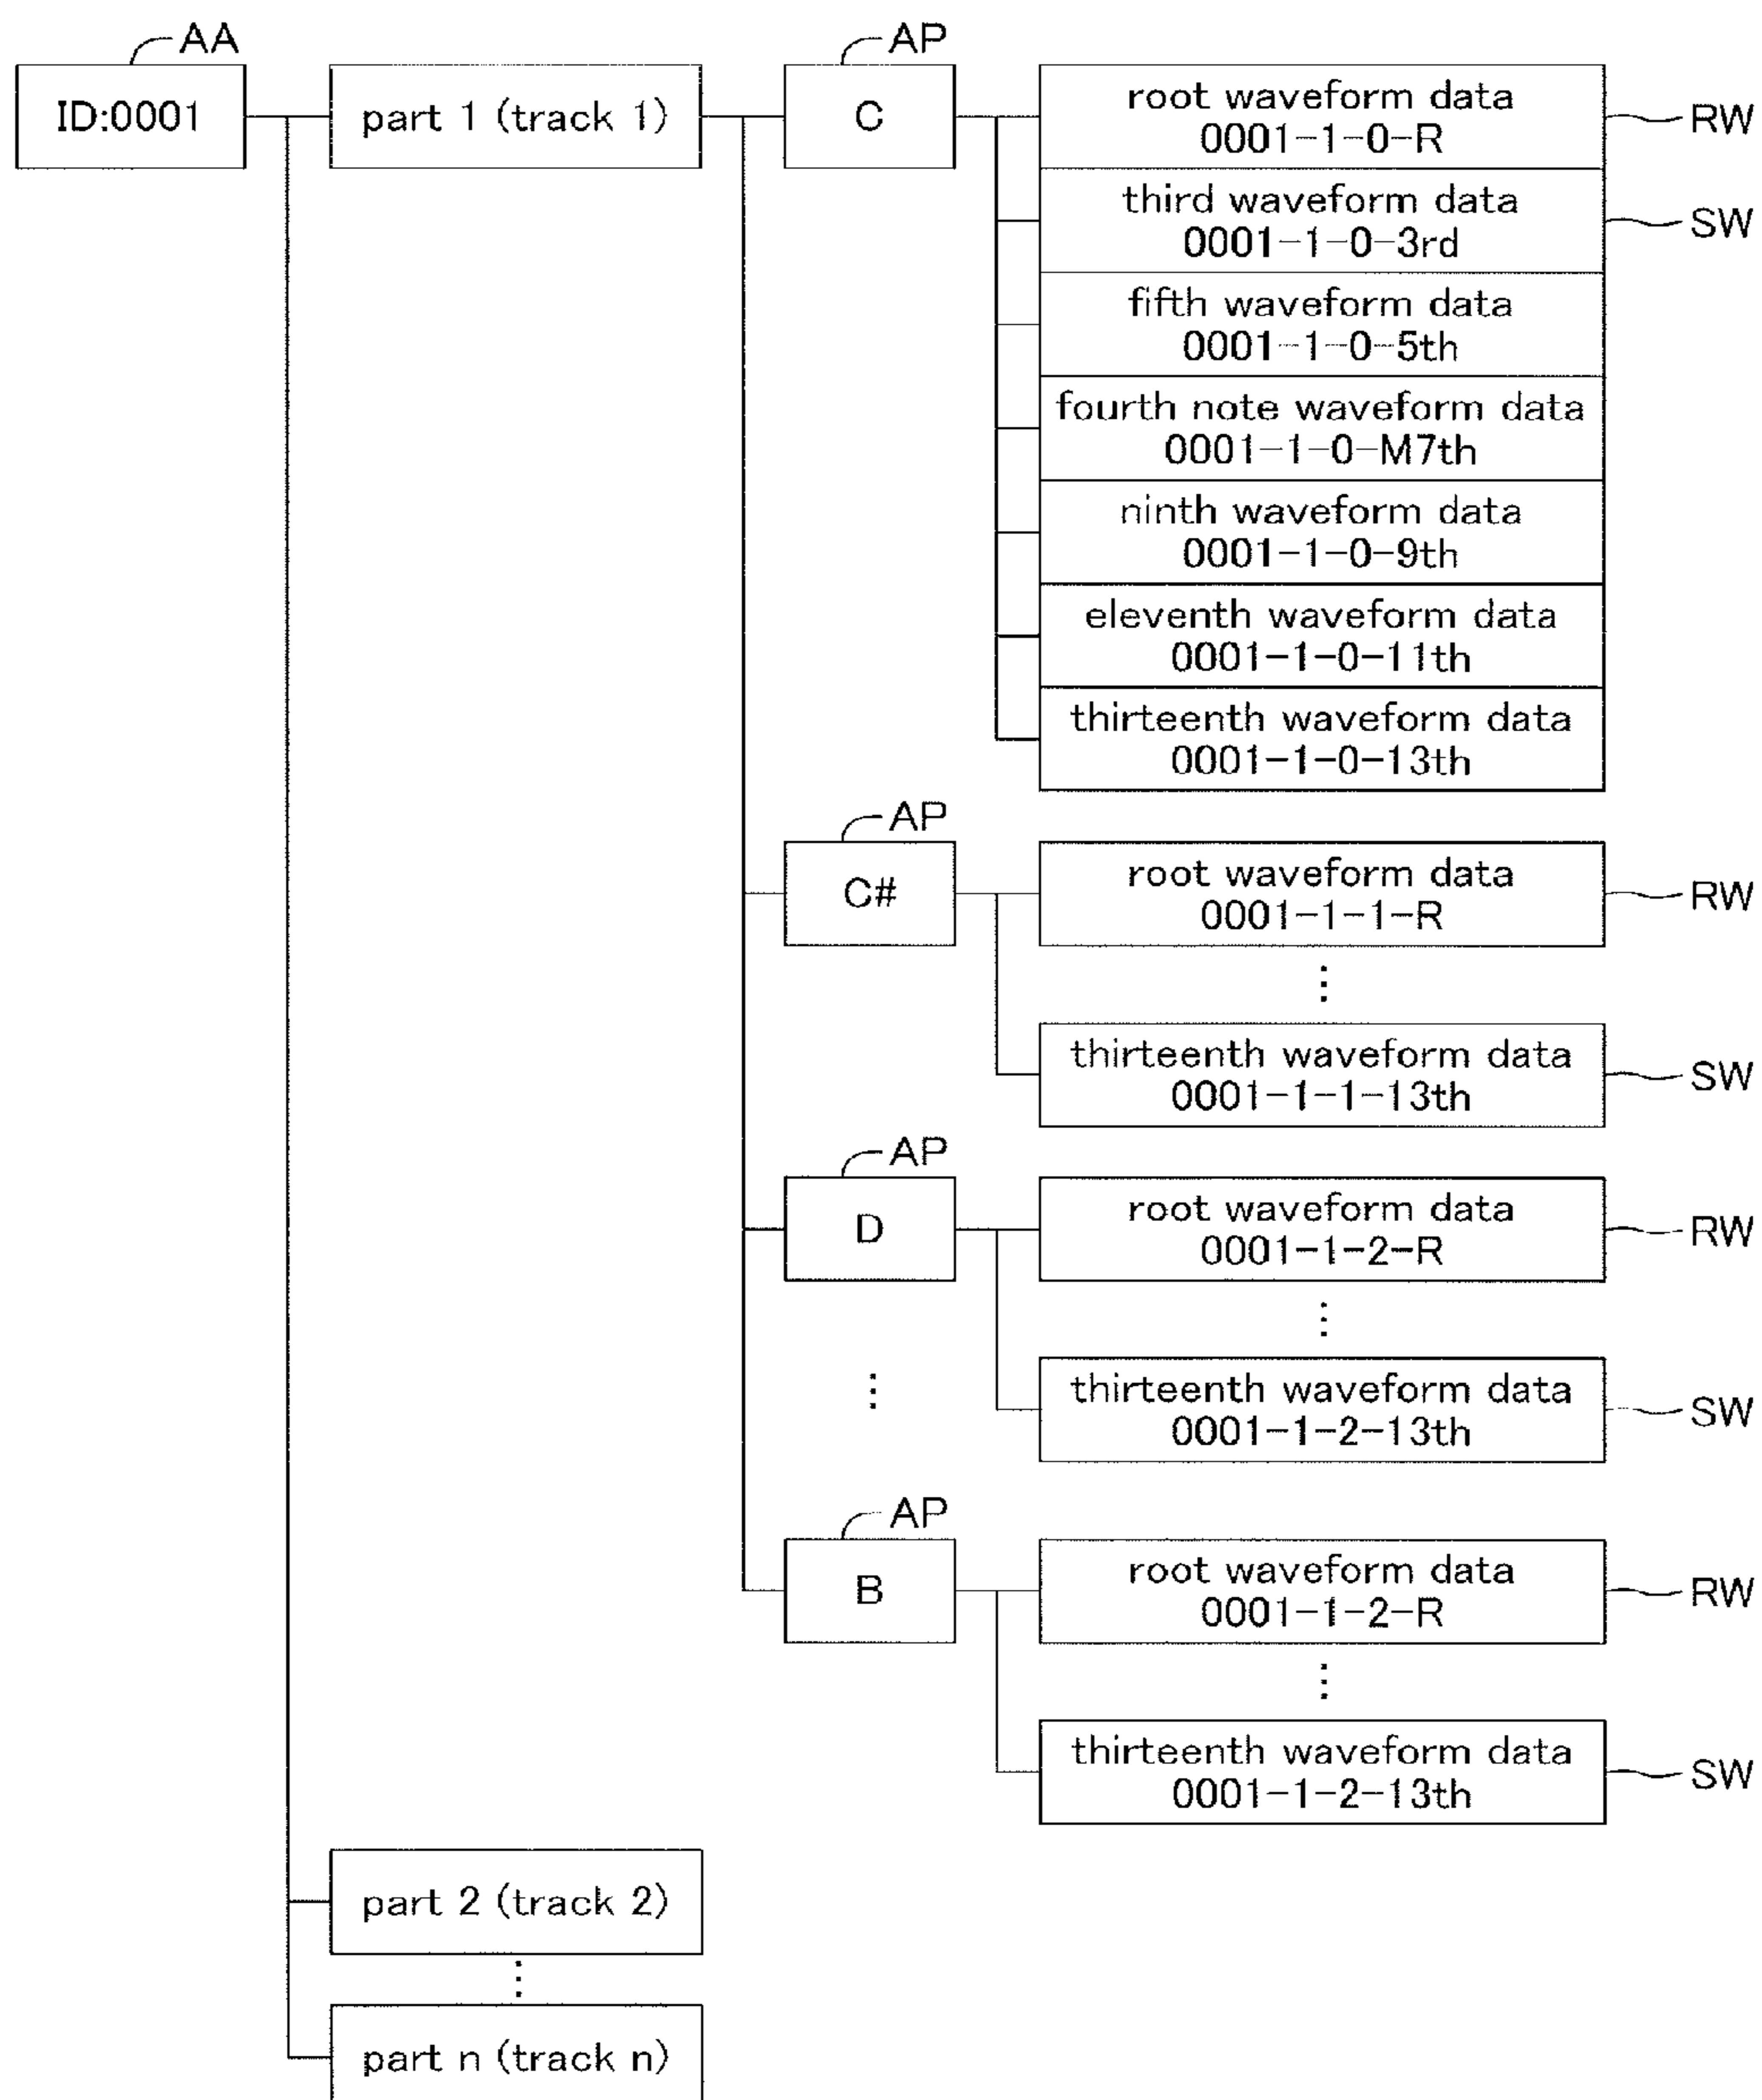 AA
ID:0001
part 1 (track 1)
AP
C
root waveform data
0001-1-0-R
RW
third waveform data
0001-1-0-3rd
SW
fifth waveform data
0001-1-0-5th
fourth note waveform data
0001-1-0-M7th
ninth waveform data
0001-1-0-9th
eleventh waveform data
0001-1-0-11th
thirteenth waveform data
0001-1-0-13th
AP
C#
root waveform data
0001-1-1-R
RW
⋮
thirteenth waveform data
0001-1-1-13th
SW
AP
D
root waveform data
0001-1-2-R
RW
⋮
⋮
thirteenth waveform data
0001-1-2-13th
SW
AP
B
root waveform data
0001-1-2-R
RW
⋮
thirteenth waveform data
0001-1-2-13th
SW
part 2 (track 2)
⋮
part n (track n)